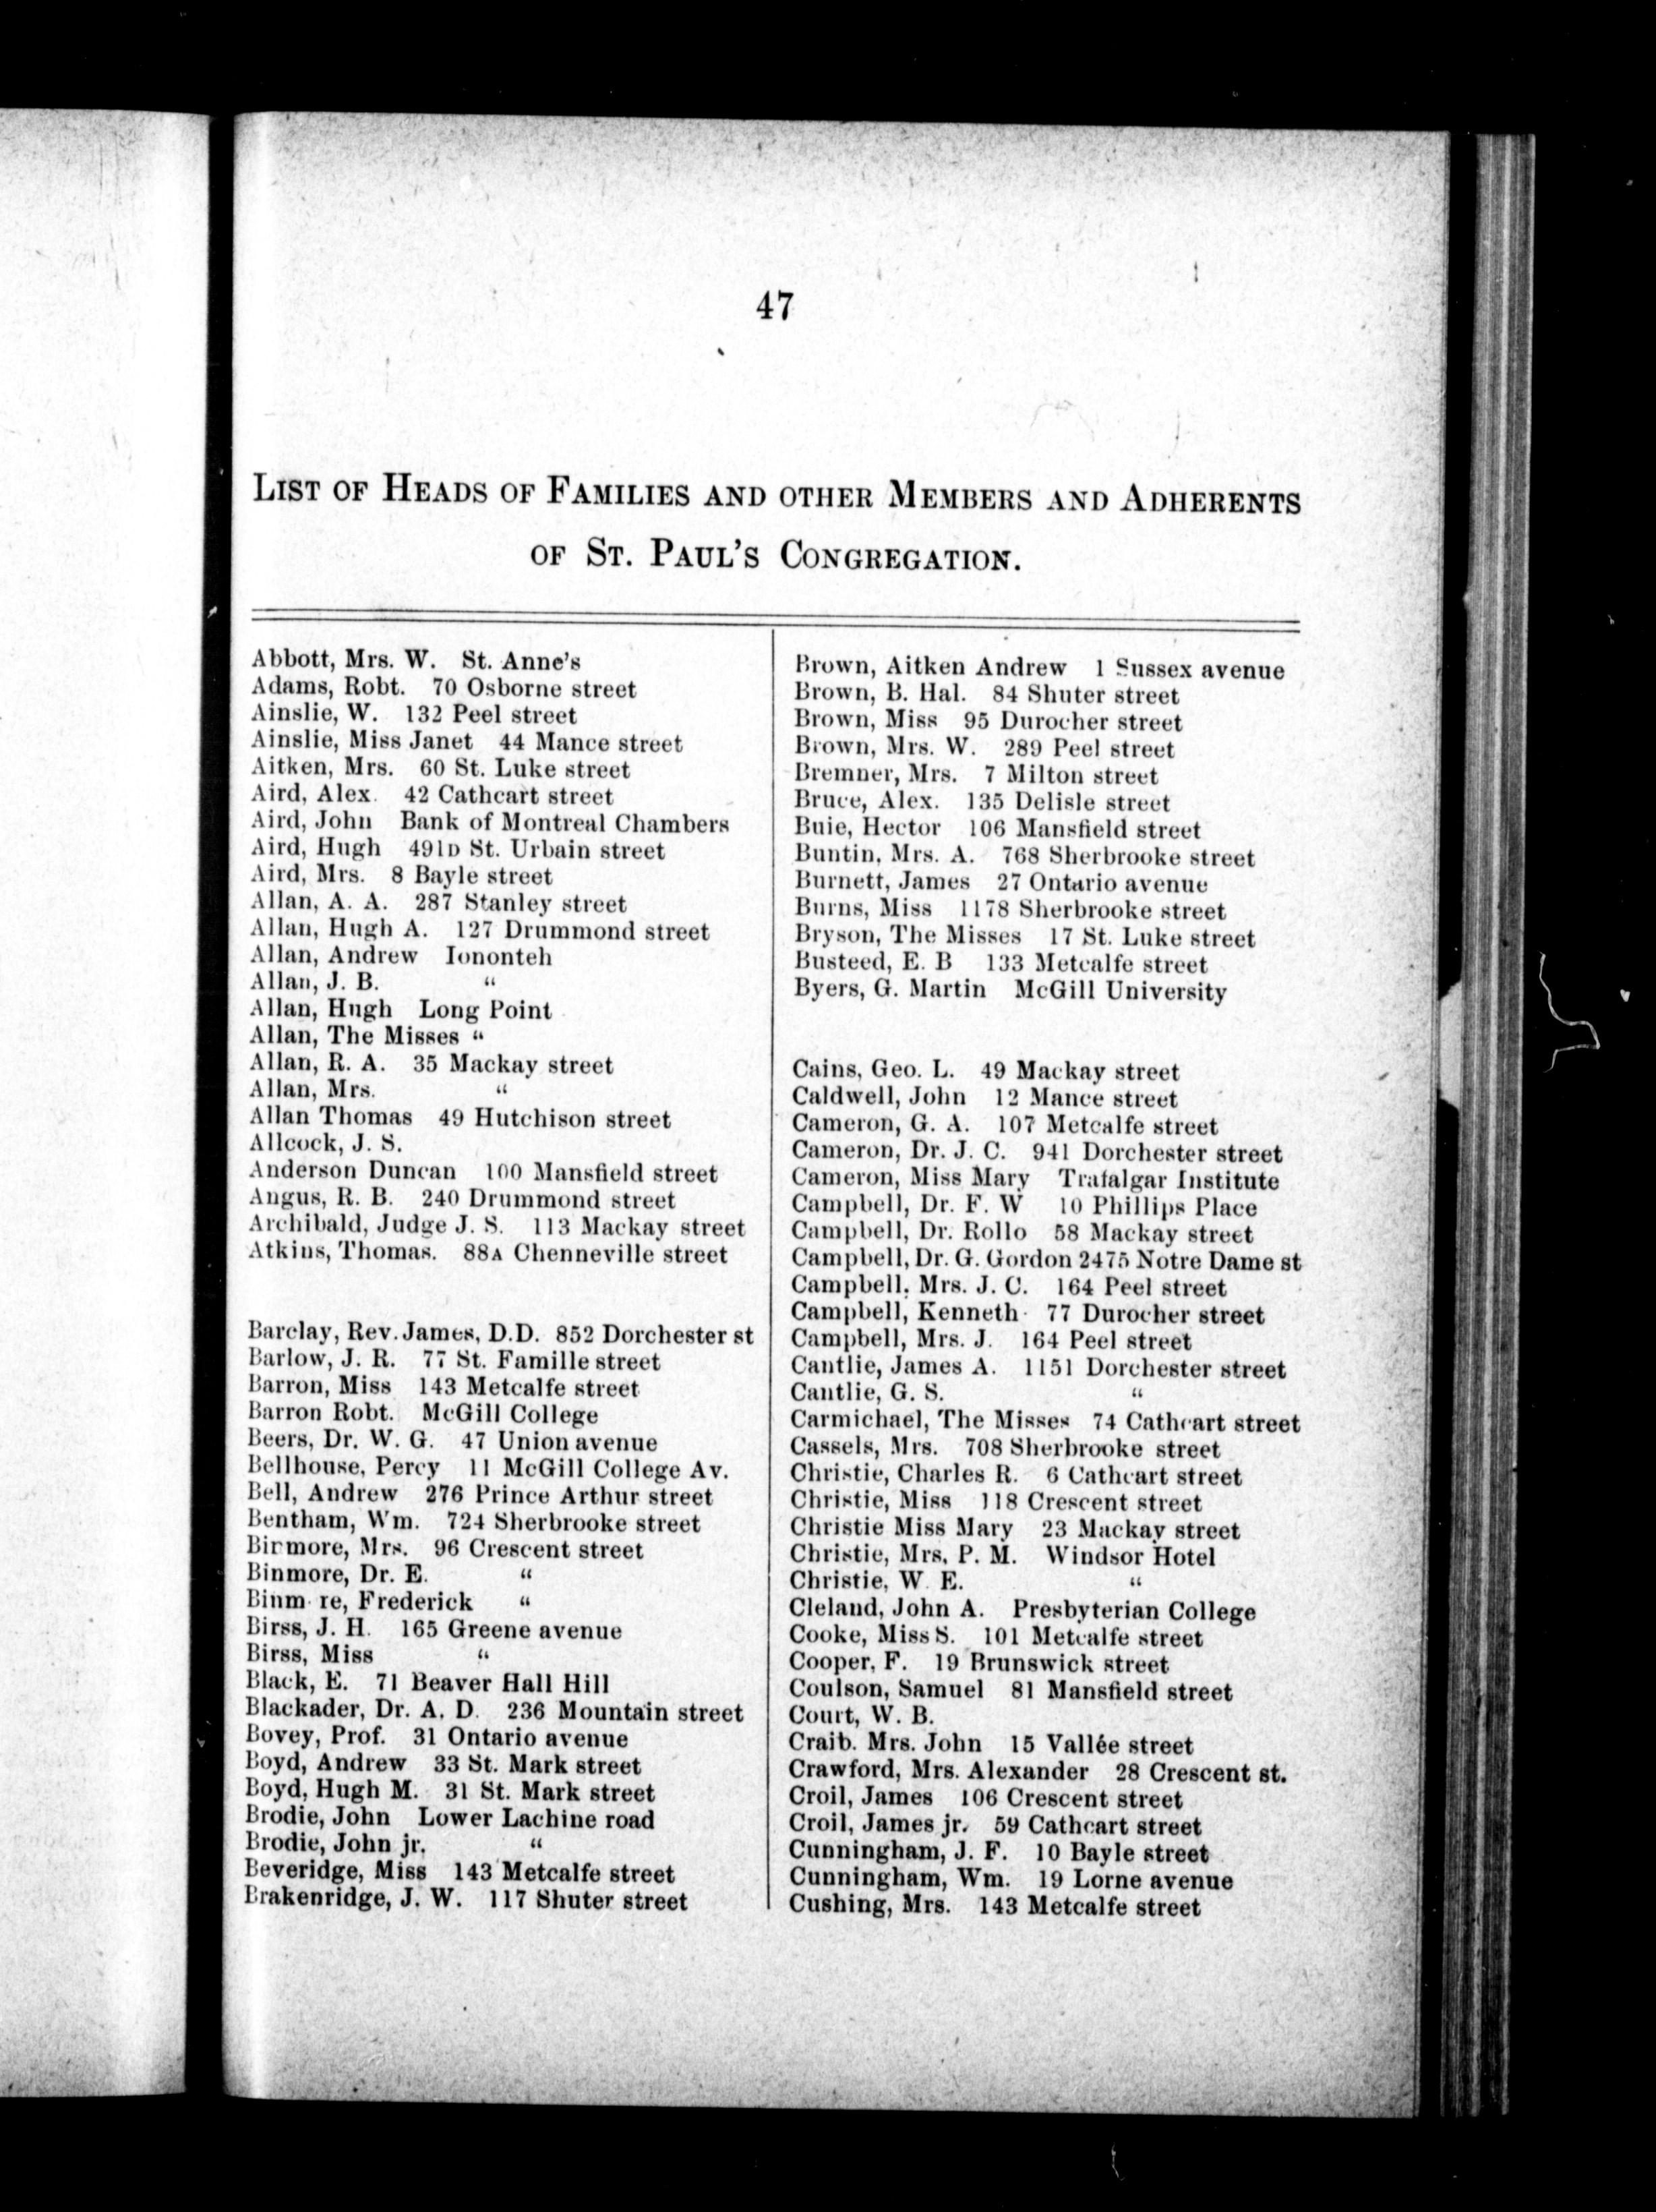 47
LIST OF HEADS OF FAMILIES AND OTHER MEMBERS AND ADHERENTS
OF ST. PAUL'S CONGREGATION.
Abbott, Mrs. W. St. Anne's
Adams, Robt. 70 Osborne street
Ainslie, W. 132 Peel street
Ainslie, Miss Janet 44 Mance street
Aitken, Mrs. 60 St. Luke street
Aird, Alex. 42 Cathcart street
Aird, John Bank of Montreal Chambers
Aird, Hugh 491D St. Urbain street
Aird, Mrs. 8 Bayle street
Allan, A. A. 287 Stanley street
Allan, Hugh A. 127 Drummond street
Allan, Andrew Iononteh
Allan, J. B. "
Allan, Hugh Long Point
Allan, The Misses "
Allan, R. A. 35 Mackay street
Allan, Mrs. "
Allan Thomas 49 Hutchison street
Allcock, J. S.
Anderson Duncan 100 Mansfield street
Angus, R. B. 240 Drummond street
Archibald, Judge J. S. 113 Mackay street
Atkins, Thomas. 88A Chenneville street
Barclay, Rev. James, D.D. 852 Dorchester st
Barlow, J. R. 77 St. Famille street
Barron, Miss 143 Metcalfe street
Barron Robt. McGill College
Beers, Dr. W. G. 47 Union avenue
Bellhouse, Percy 11 McGill College Av.
Bell, Andrew 276 Prince Arthur street
Bentham, Wm. 724 Sherbrooke street
Binmore, Mrs. 96 Crescent street
Binmore, Dr. E. "
Binm re, Frederick "
Birss, J. H. 165 Greene avenue
Birss, Miss "
Black, E. 71 Beaver Hall Hill
Blackader, Dr. A. D. 236 Mountain street
Bovey, Prof. 31 Ontario avenue
Boyd, Andrew 33 St. Mark street
Boyd, Hugh M. 31 St. Mark street
Brodie, John Lower Lachine road
Brodie, John jr. "
Beveridge, Miss 143 Metcalfe street
Brakenridge, J. W. 117 Shuter street
Brown, Aitken Andrew 1 Sussex avenue
Brown, B. Hal. 84 Shuter street
Brown, Miss 95 Durocher street
Brown, Mrs. W. 289 Peel street
Bremner, Mrs. 7 Milton street
Bruce, Alex. 135 Delisle street
Buie, Hector 106 Mansfield street
Buntin, Mrs. A. 768 Sherbrooke street
Burnett, James 27 Ontario avenue
Burns, Miss 1178 Sherbrooke street
Bryson, The Misses 17 St. Luke street
Busteed, E. B 133 Metcalfe street
Byers, G. Martin McGill University
Cains, Geo. L. 49 Mackay street
Caldwell, John 12 Mance street
Cameron, G. A. 107 Metcalfe street
Cameron, Dr. J. C. 941 Dorchester street
Cameron, Miss Mary Trafalgar Institute
Campbell, Dr. F. W 10 Phillips Place
Campbell, Dr. Rollo 58 Mackay street
Campbell, Dr. G. Gordon 2475 Notre Dame st
Campbell, Mrs. J. C. 164 Peel street
Campbell, Kenneth 77 Durocher street
Campbell, Mrs. J. 164 Peel street
Cantlie, James A. 1151 Dorchester street
Cantlie, G. S. "
Carmichael, The Misses 74 Cathcart street
Cassels, Mrs. 708 Sherbrooke street
Christie, Charles R. 6 Cathcart street
Christie, Miss 118 Crescent street
Christie Miss Mary 23 Mackay street
Christie, Mrs. P. M. Windsor Hotel
Christie, W. E. "
Cleland, John A. Presbyterian College
Cooke, Miss S. 101 Metcalfe street
Cooper, F. 19 Brunswick street
Coulson, Samuel 81 Mansfield street
Court, W. B.
Craib. Mrs. John 15 Vallée street
Crawford, Mrs. Alexander 28 Crescent st.
Croil, James 106 Crescent street
Croil, James jr. 59 Cathcart street
Cunningham, J. F. 10 Bayle street
Cunningham, Wm. 19 Lorne avenue
Cushing, Mrs. 143 Metcalfe street